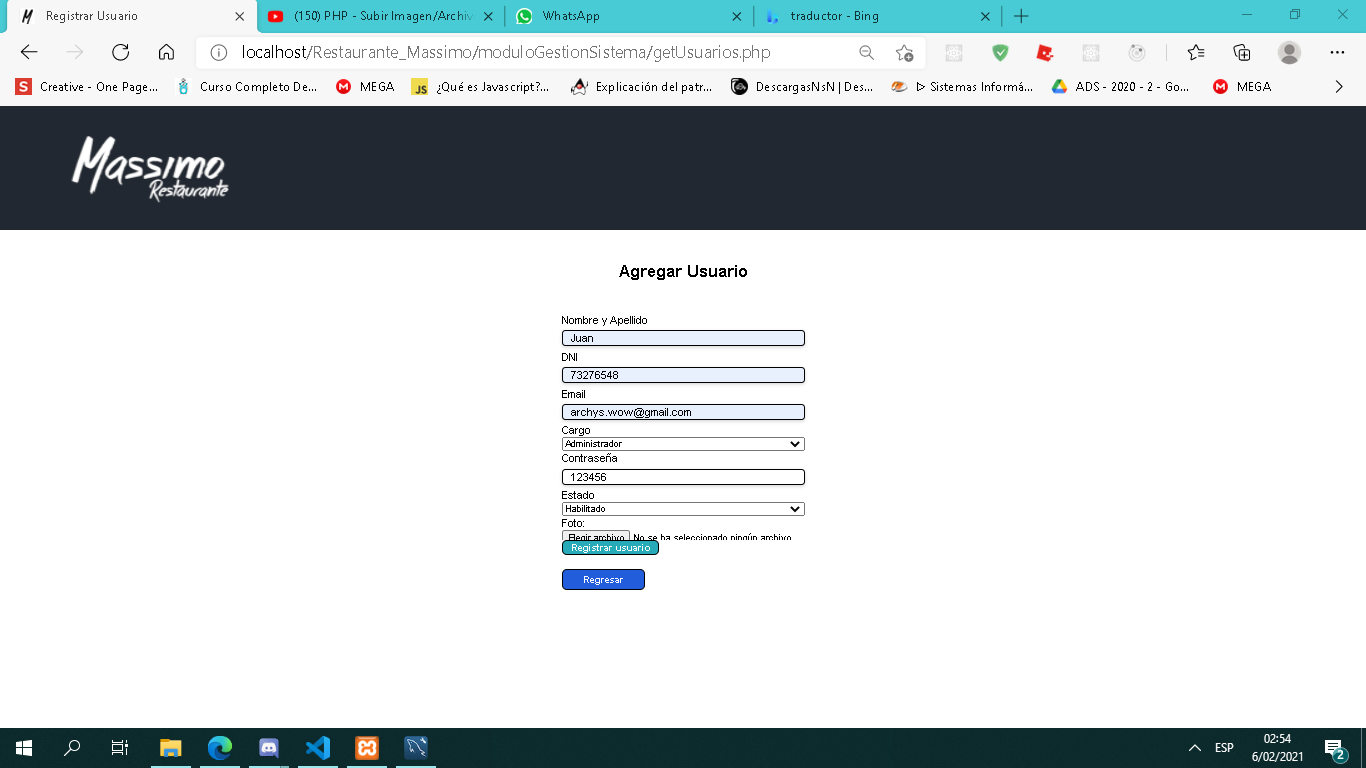 Registrar Usuario
(150) PHP - Subir Imagen/Archiv
WhatsApp
traductor - Bing
localhost/Restaurante_Massimo/moduloGestionSistema/getUsuarios.php
Creative - One Page...
Curso Completo De...
MEGA
¿Qué es Javascript?...
Explicación del patr...
DescargasNsN | Des...
ᐅ Sistemas Informá...
ADS - 2020 - 2 - Go...
MEGA
Massimo
Restaurante
Agregar Usuario
Nombre y Apellido
Juan
DNI
73276548
Email
archys.wow@gmail.com
Cargo
Administrador
Contraseña
123456
Estado
Habilitado
Foto:
Elegir archivo No se ha seleccionado ningún archivo
Registrar usuario
Regresar
ESP
02:54
6/02/2021
2